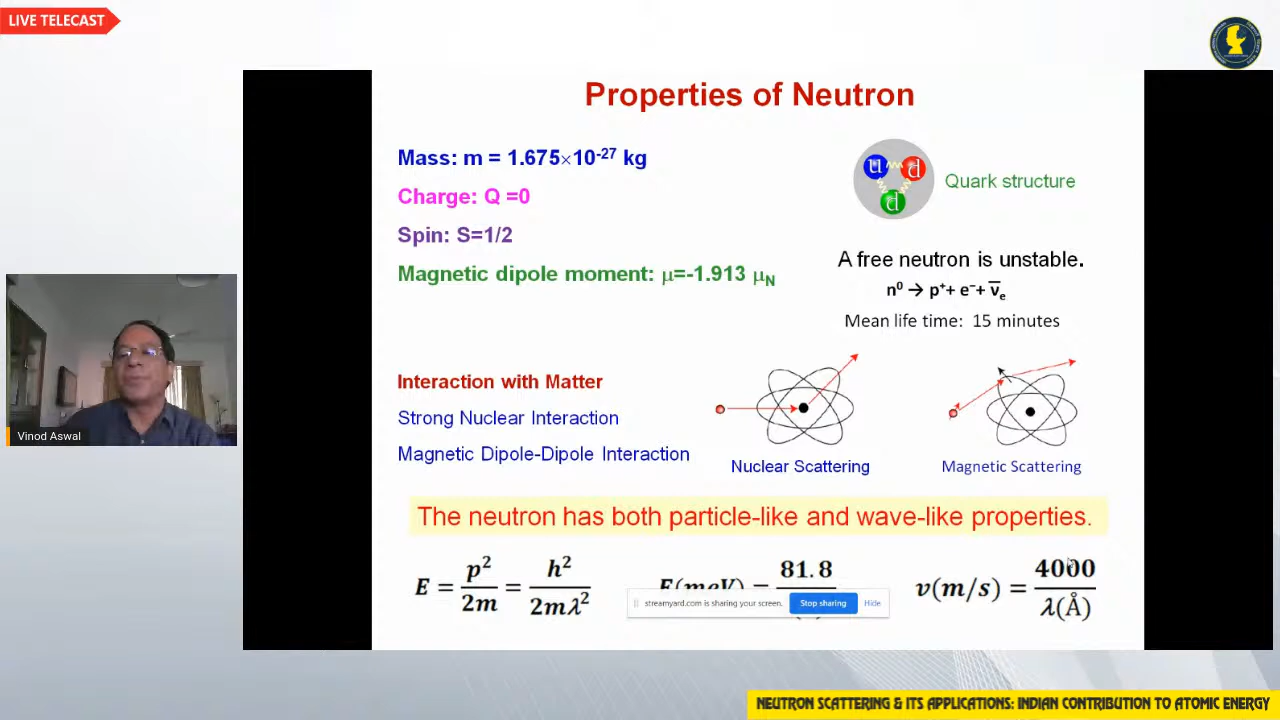 LIVE TELECAST
Properties of Neutron
Mass: m = 1.675×10⁻²⁷ kg
Charge: Q =0
Spin: S=1/2
Magnetic dipole moment: μ=-1.913 μN
u d
d
Quark structure
A free neutron is unstable.
n⁰ → p⁺+ e⁻+ ν̅e
Mean life time: 15 minutes
Vinod Aswal
Interaction with Matter
Strong Nuclear Interaction
Magnetic Dipole-Dipole Interaction
Nuclear Scattering
Magnetic Scattering
The neutron has both particle-like and wave-like properties.
E = p²/2m = h²/2mλ²
E(meV) = 81.8
v(m/s) = 4000/λ(Å)
streamyard.com is sharing your screen. Stop sharing Hide
NEUTRON SCATTERING & ITS APPLICATIONS: INDIAN CONTRIBUTION TO ATOMIC ENERGY